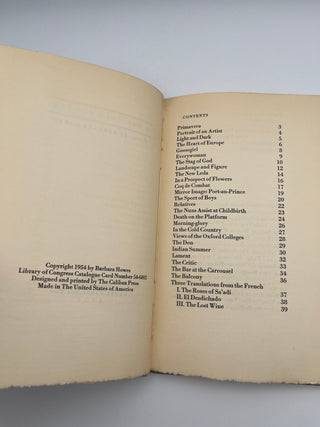 Copyright 1954 by Barbara Howes
Library of Congress Catalogue Card Number 54-6882
Designed and printed by The Caliban Press
Made in The United States of America
CONTENTS
Primavera 3
Portrait of an Artist 4
Light and Dark 5
The Heart of Europe 6
Goosegirl 8
Everywoman 9
The Stag of God 10
Landscape and Figure 12
The New Leda 14
In a Prospect of Flowers 16
Coq de Combat 17
Mirror Image: Port-au-Prince 19
The Sport of Boys 20
Relatives 22
The Nuns Assist at Childbirth 23
Death on the Platform 24
Morning-glory 25
In the Cold Country 26
Views of the Oxford Colleges 27
The Don 30
Indian Summer 31
Lament 32
The Critic 32
The Bar at the Carrousel 34
The Balcony 36
Three Translations from the French
I. The Roses of Sa'adi 37
II. El Desdichado 38
III. The Lost Wine 39